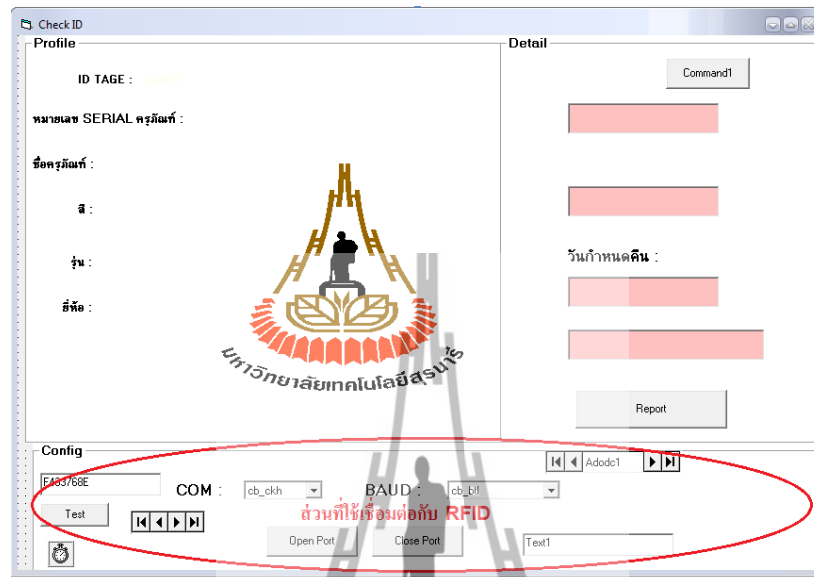 Check ID
Profile
ID TAGE :
หมายเลข SERIAL ครุภัณฑ์ :
ชื่อครุภัณฑ์ :
สี :
รุ่น :
ยี่ห้อ :
มหาวิทยาลัยเทคโนโลยีสุรนารี
Detail
Command1
วันกำหนดคืน :
Report
Config
E433768E
Test
COM :
cb_ckh
BAUD :
cb_bt1
Adodc1
ส่วนที่ใช้เชื่อมต่อกับ RFID
Open Port
Close Port
Text1